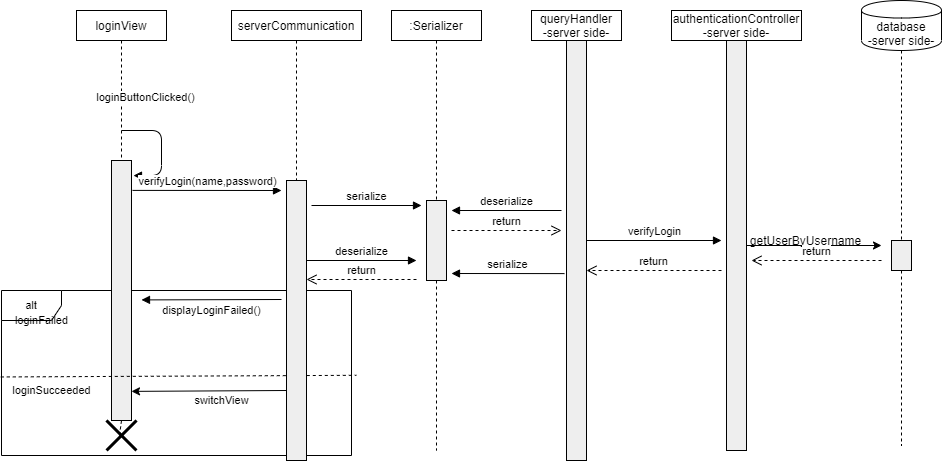 loginView
serverCommunication
:Serializer
queryHandler
-server side-
authenticationController
-server side-
database
-server side-
loginButtonClicked()
verifyLogin(name,password)
serialize
deserialize
return
verifyLogin
getUserByUsername
return
deserialize
return
serialize
return
alt
loginFailed
displayLoginFailed()
loginSucceeded
switchView